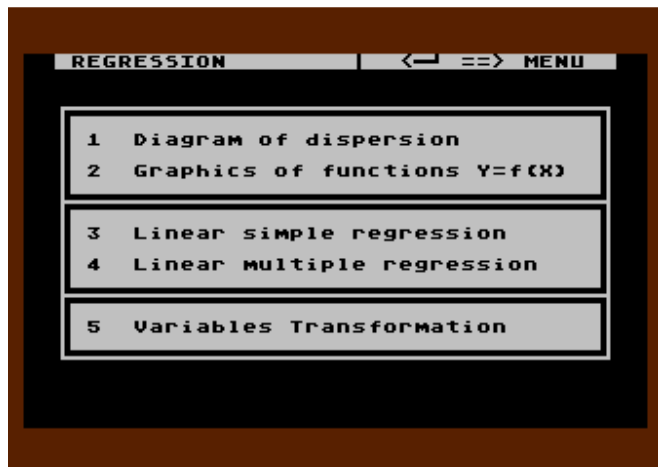 REGRESSION <─┘ ==> MENU
1 Diagram of dispersion
2 Graphics of functions Y=f(X)
3 Linear simple regression
4 Linear multiple regression
5 Variables Transformation